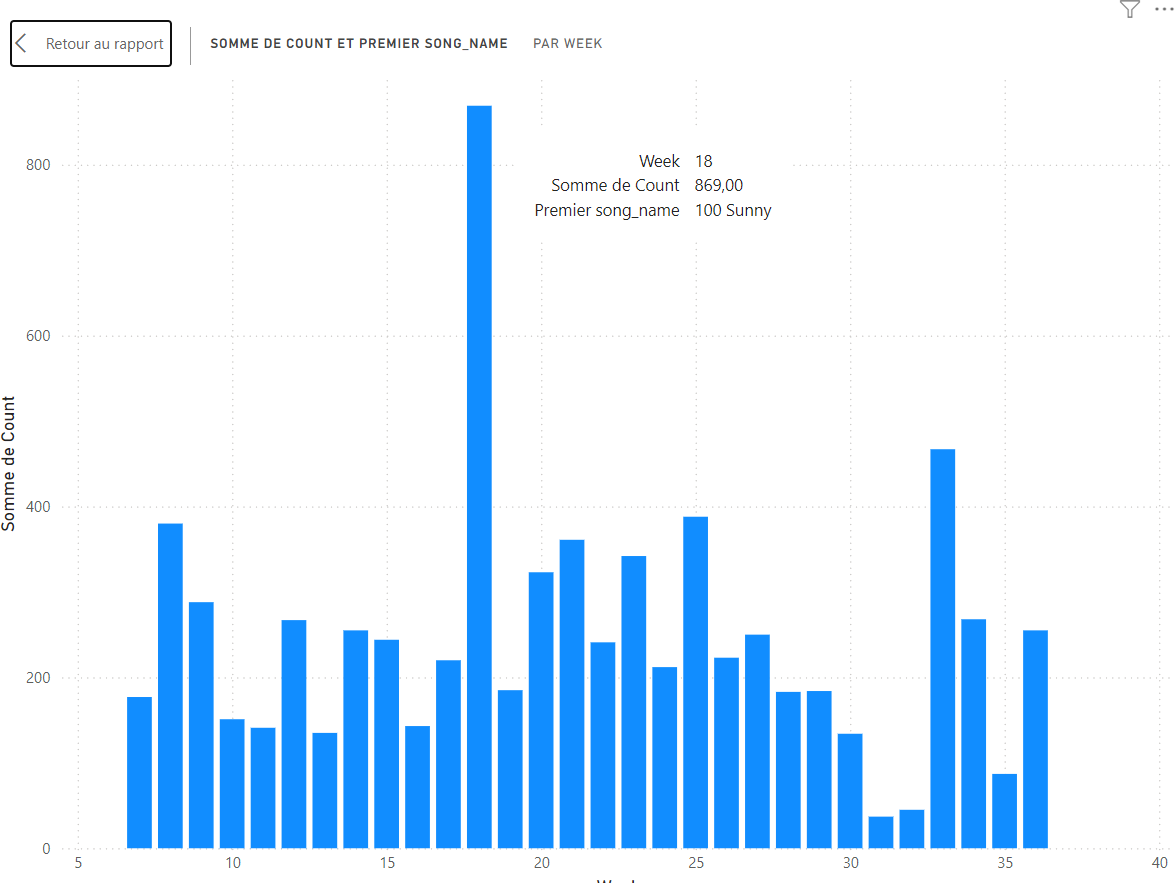 Retour au rapport
SOMME DE COUNT ET PREMIER SONG_NAME PAR WEEK
Week 18
Somme de Count 869,00
Premier song_name 100 Sunny
800
600
400
200
0
Somme de Count
5 10 15 20 25 30 35 40